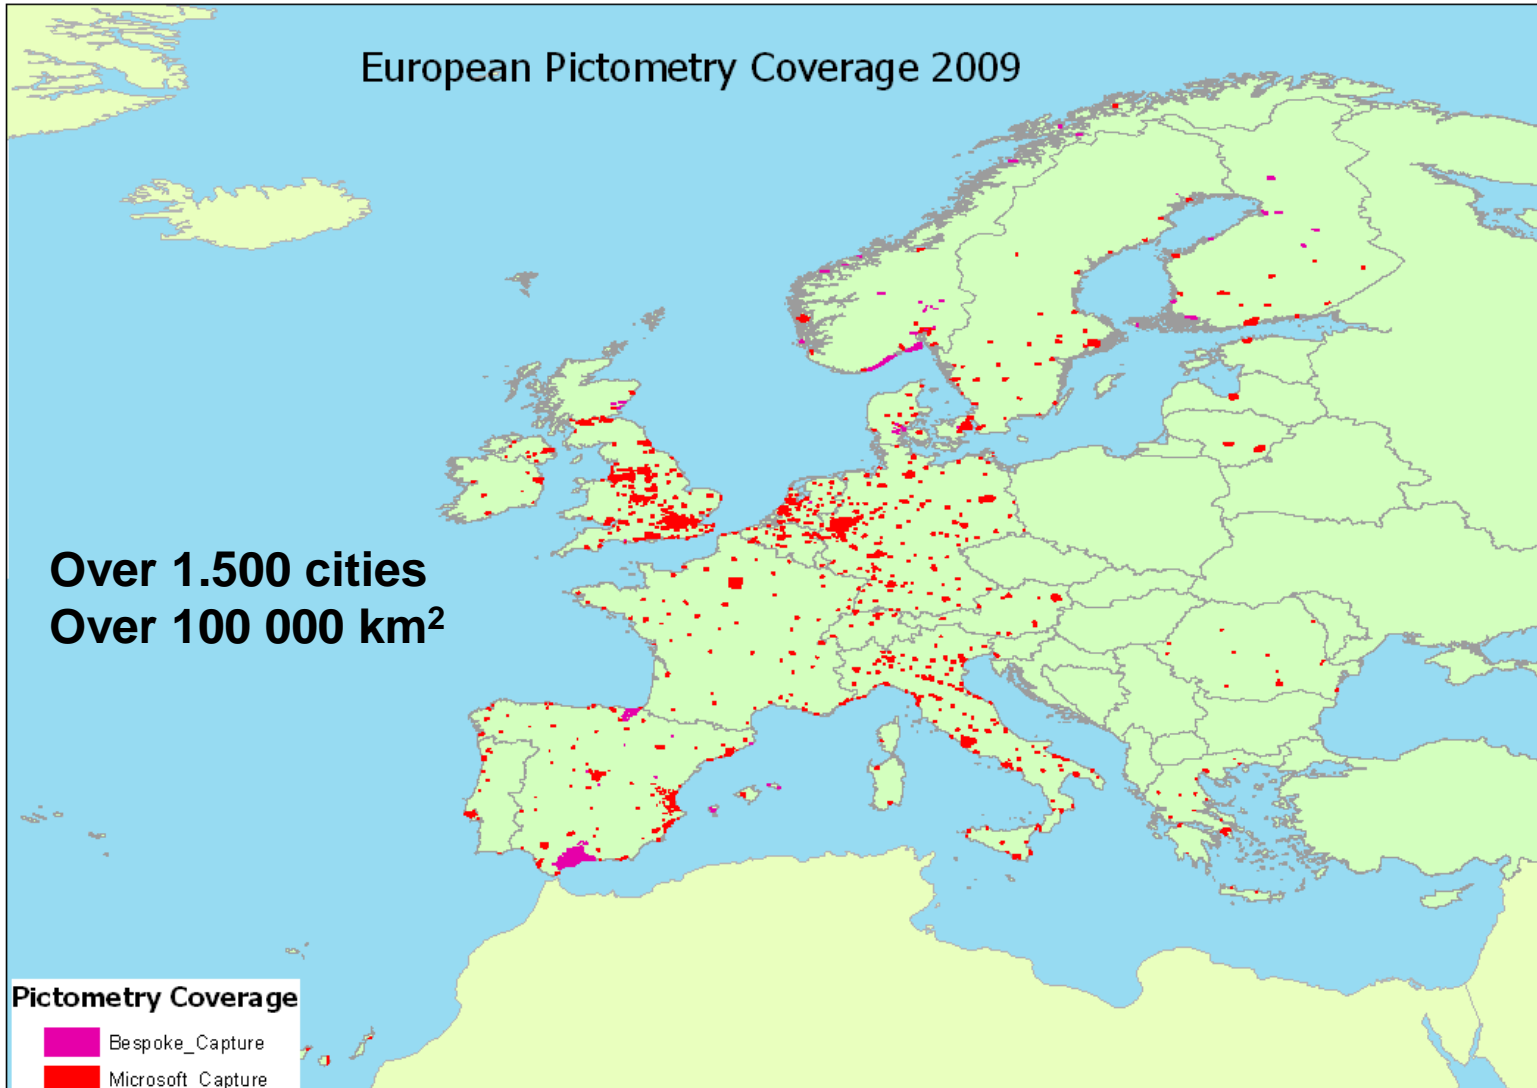 European Pictometry Coverage 2009
Over 1.500 cities
Over 100 000 km²
Pictometry Coverage
Bespoke_Capture
Microsoft_Capture